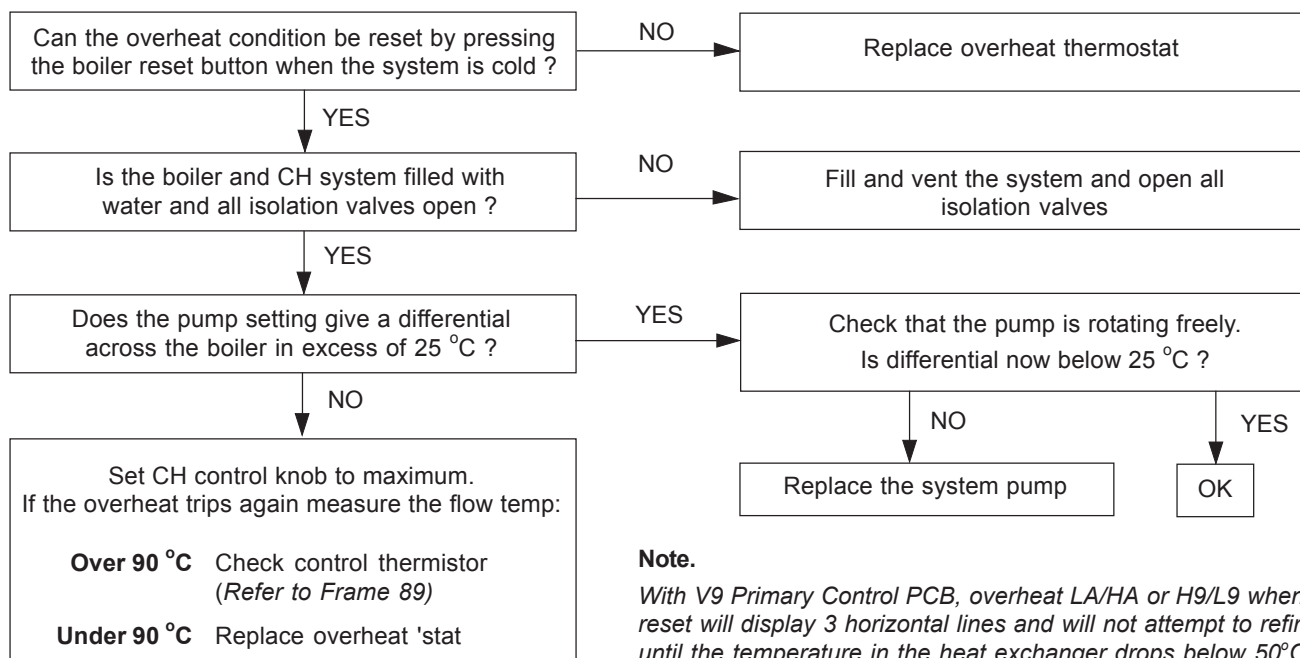 Can the overheat condition be reset by pressing
the boiler reset button when the system is cold ?
NO
Replace overheat thermostat
YES
Is the boiler and CH system filled with
water and all isolation valves open ?
NO
Fill and vent the system and open all
isolation valves
YES
Does the pump setting give a differential
across the boiler in excess of 25 °C ?
YES
Check that the pump is rotating freely.
Is differential now below 25 °C ?
NO
NO
YES
Set CH control knob to maximum.
If the overheat trips again measure the flow temp:
Replace the system pump
OK
Over 90 °C Check control thermistor
(Refer to Frame 89)
Under 90 °C Replace overheat 'stat
Note.
With V9 Primary Control PCB, overheat LA/HA or H9/L9 when
reset will display 3 horizontal lines and will not attempt to
until the temperature in the heat exchanger drops below 50°C